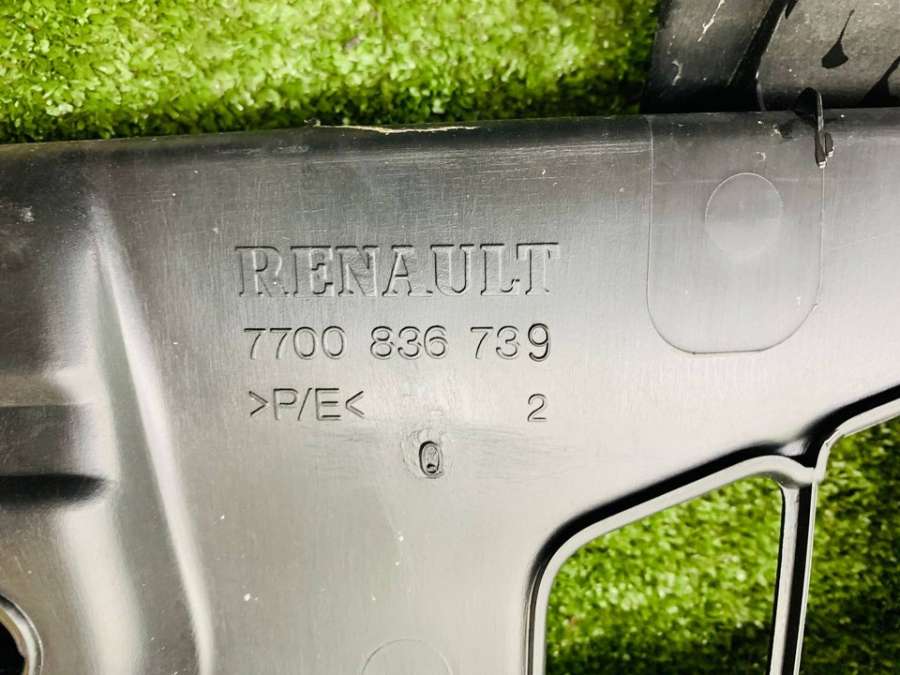 RENAULT
7700 836 739
>P/E< 2